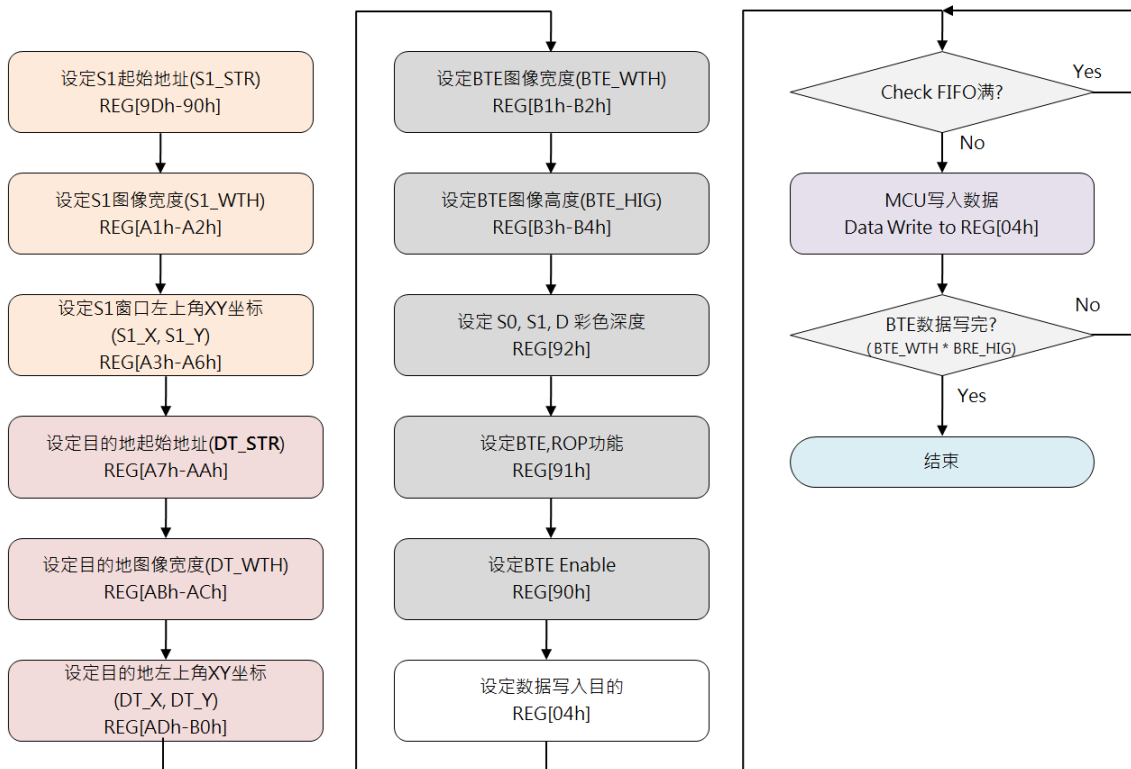 设定S1起始地址(S1_STR)
REG[9Dh-90h]
设定S1图像宽度(S1_WTH)
REG[A1h-A2h]
设定S1窗口左上角XY坐标
(S1_X, S1_Y)
REG[A3h-A6h]
设定目的地起始地址(DT_STR)
REG[A7h-AAh]
设定目的地图像宽度(DT_WTH)
REG[ABh-ACh]
设定目的地左上角XY坐标
(DT_X, DT_Y)
REG[ADh-B0h]
设定BTE图像宽度(BTE_WTH)
REG[B1h-B2h]
设定BTE图像高度(BTE_HIG)
REG[B3h-B4h]
设定 S0, S1, D 彩色深度
REG[92h]
设定BTE,ROP功能
REG[91h]
设定BTE Enable
REG[90h]
设定数据写入目的
REG[04h]
Check FIFO满?
Yes
No
MCU写入数据
Data Write to REG[04h]
BTE数据写完?
(BTE_WTH * BRE_HIG)
No
Yes
结束